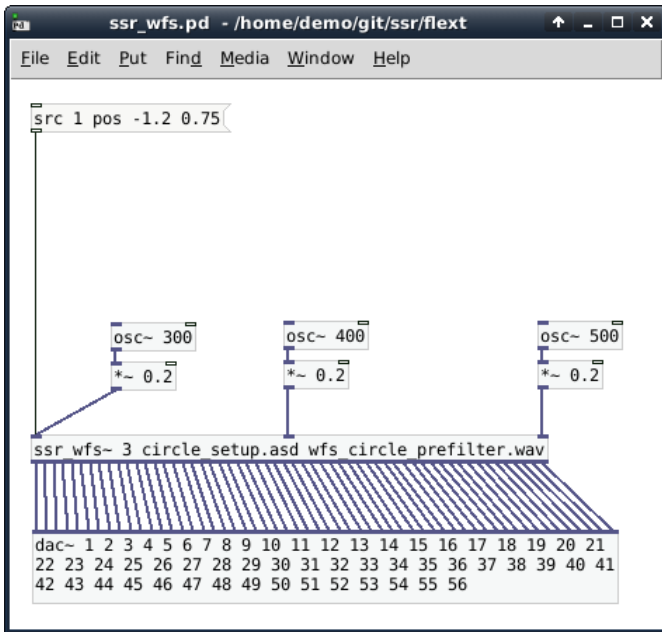 ssr_wfs.pd - /home/demo/git/ssr/flext
File Edit Put Find Media Window Help
src 1 pos -1.2 0.75
osc~ 300
osc~ 400
osc~ 500
*~ 0.2
*~ 0.2
*~ 0.2
ssr_wfs~ 3 circle_setup.asd wfs_circle_prefilter.wav
dac~ 1 2 3 4 5 6 7 8 9 10 11 12 13 14 15 16 17 18 19 20 21
22 23 24 25 26 27 28 29 30 31 32 33 34 35 36 37 38 39 40 41
42 43 44 45 46 47 48 49 50 51 52 53 54 55 56